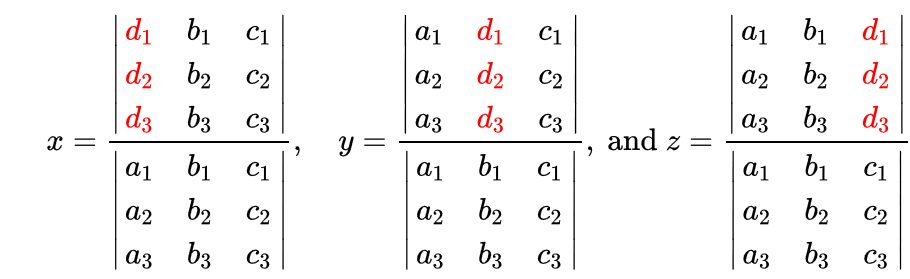 d₁ b₁ c₁ a₁ d₁ c₁ a₁ b₁ d₁
d₂ b₂ c₂ a₂ d₂ c₂ a₂ b₂ d₂
d₃ b₃ c₃ a₃ d₃ c₃ a₃ b₃ d₃
x = , y = , and z =
a₁ b₁ c₁ a₁ b₁ c₁ a₁ b₁ c₁
a₂ b₂ c₂ a₂ b₂ c₂ a₂ b₂ c₂
a₃ b₃ c₃ a₃ b₃ c₃ a₃ b₃ c₃